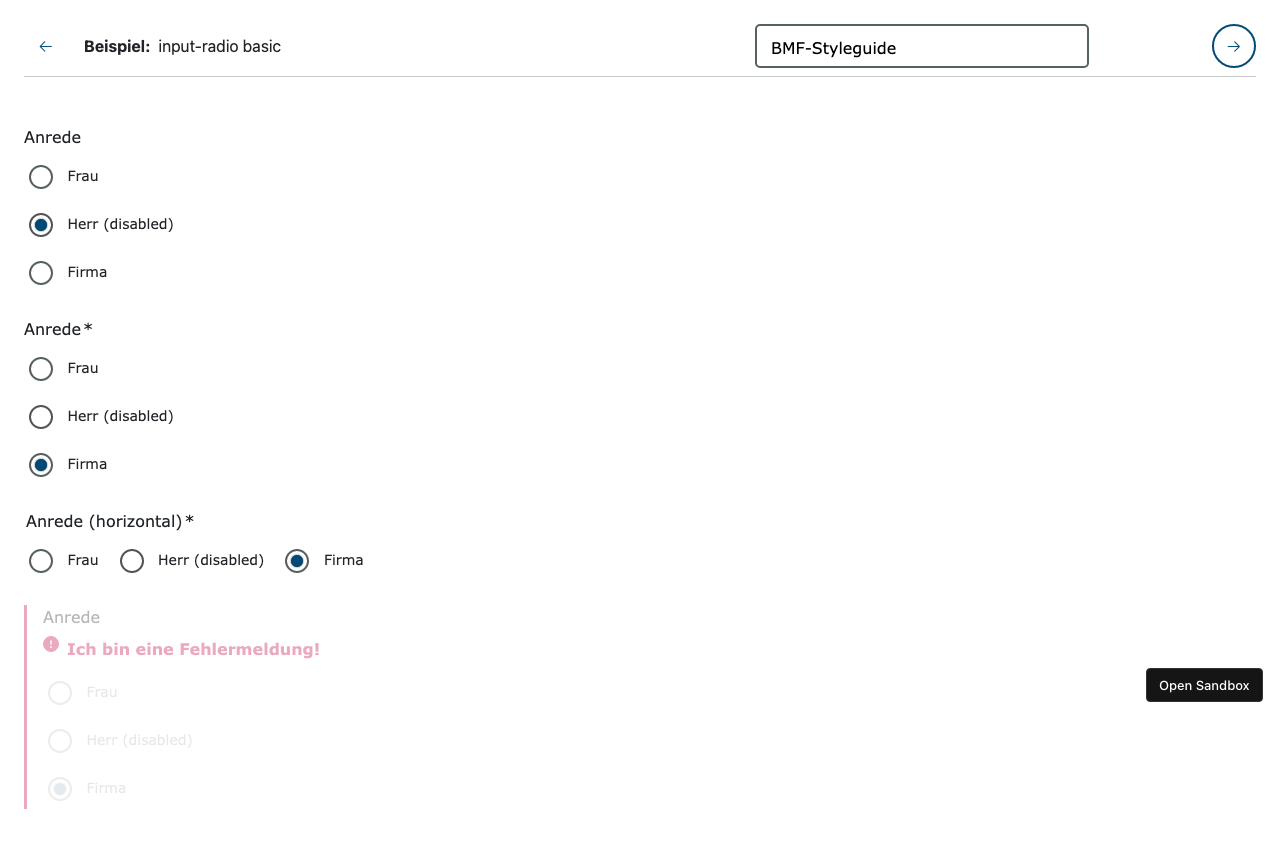 Beispiel: input-radio basic
BMF-Styleguide
Anrede
Frau
Herr (disabled)
Firma
Anrede*
Frau
Herr (disabled)
Firma
Anrede (horizontal)*
Frau Herr (disabled) Firma
Anrede
Ich bin eine Fehlermeldung!
Frau
Open Sandbox
Herr (disabled)
Firma